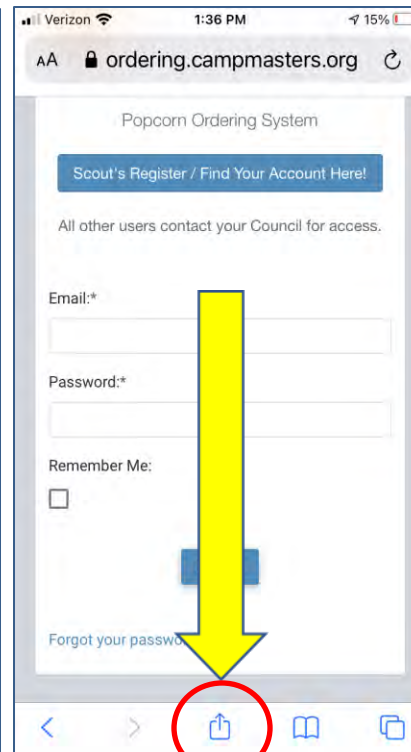 Verizon 1:36 PM 15%
AA ordering.campmasters.org
Popcorn Ordering System
Scout's Register / Find Your Account Here!
All other users contact your Council for access.
Email:*
Password:*
Remember Me:
Forgot your